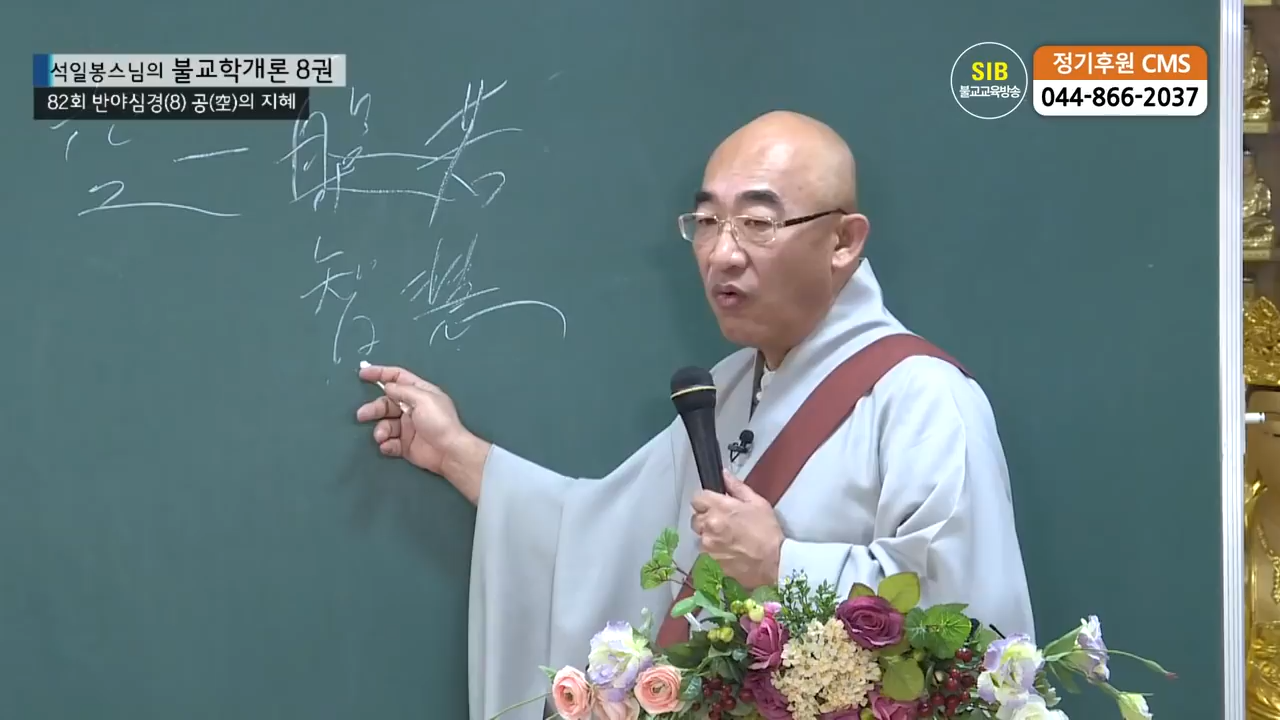 석일봉스님의 불교학개론 8권
82회 반야심경(8) 공(空)의 지혜
SIB
불교교육방송
정기후원 CMS
044-866-2037
空 一 般若
智慧